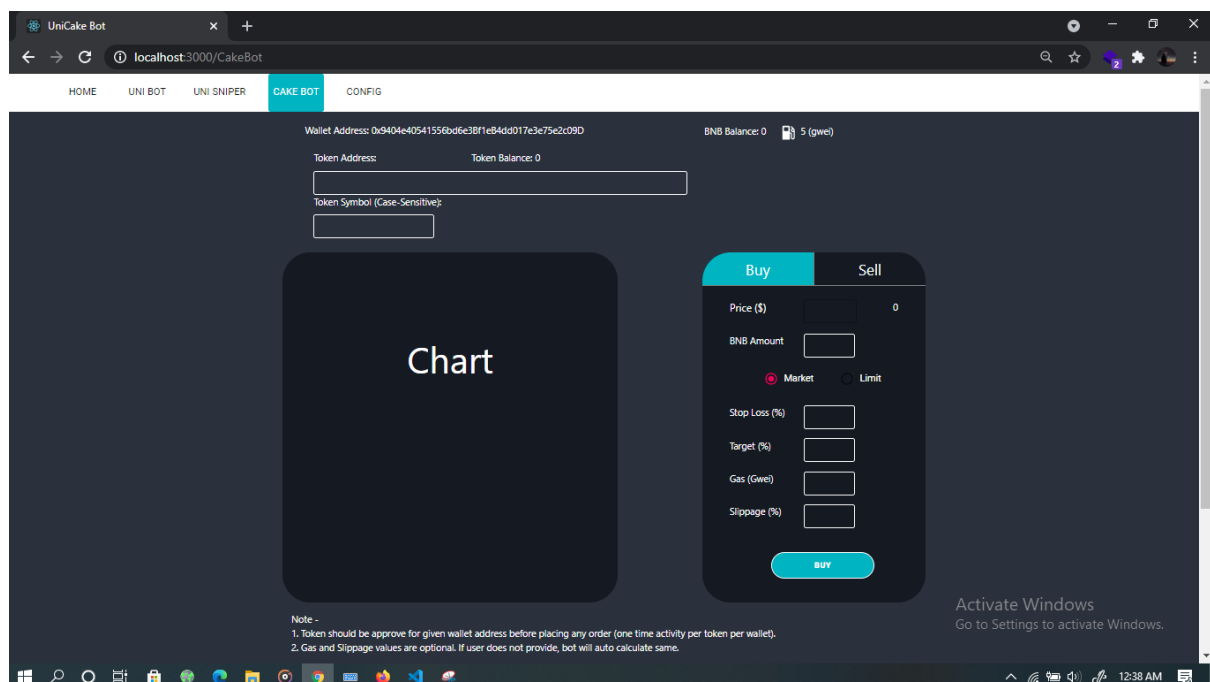 UniCake Bot
localhost:3000/CakeBot
2
HOME UNI BOT UNI SNIPER CAKE BOT CONFIG
Wallet Address: 0x9404e40541556bd6e3Bf1eB4dd017e3e75e2c09D BNB Balance: 0 5 (gwei)
Token Address: Token Balance: 0
Token Symbol (Case-Sensitive):
Buy Sell
Price ($) 0
BNB Amount
Market Limit
Chart
Stop Loss (%)
Target (%)
Gas (Gwei)
Slippage (%)
BUY
Note -
1. Token should be approve for given wallet address before placing any order (one time activity per token per wallet).
2. Gas and Slippage values are optional. If user does not provide, bot will auto calculate same.
Activate Windows
Go to Settings to activate Windows.
12:38 AM